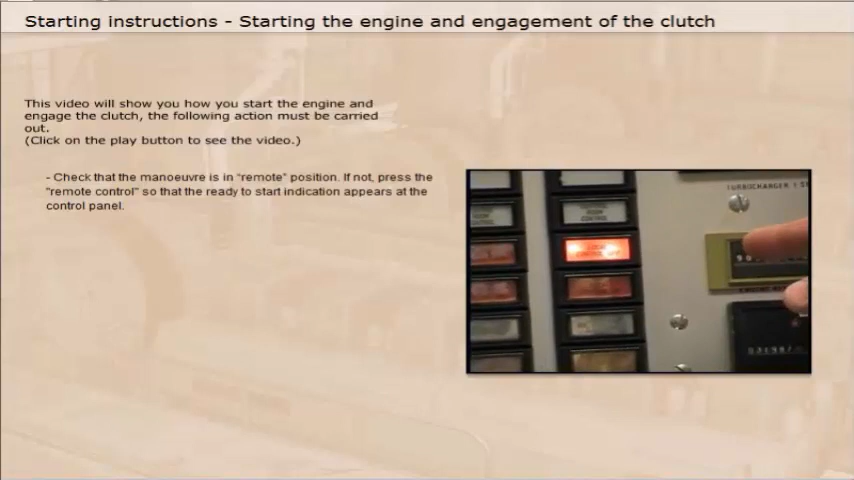 Starting instructions - Starting the engine and engagement of the clutch
This video will show you how you start the engine and
engage the clutch, the following action must be carried
out.
(Click on the play button to see the video.)
- Check that the manoeuvre is in "remote" position. If not, press the
"remote control" so that the ready to start indication appears at the
control panel.
TURBOCHARGER
ROOM
CONTROL